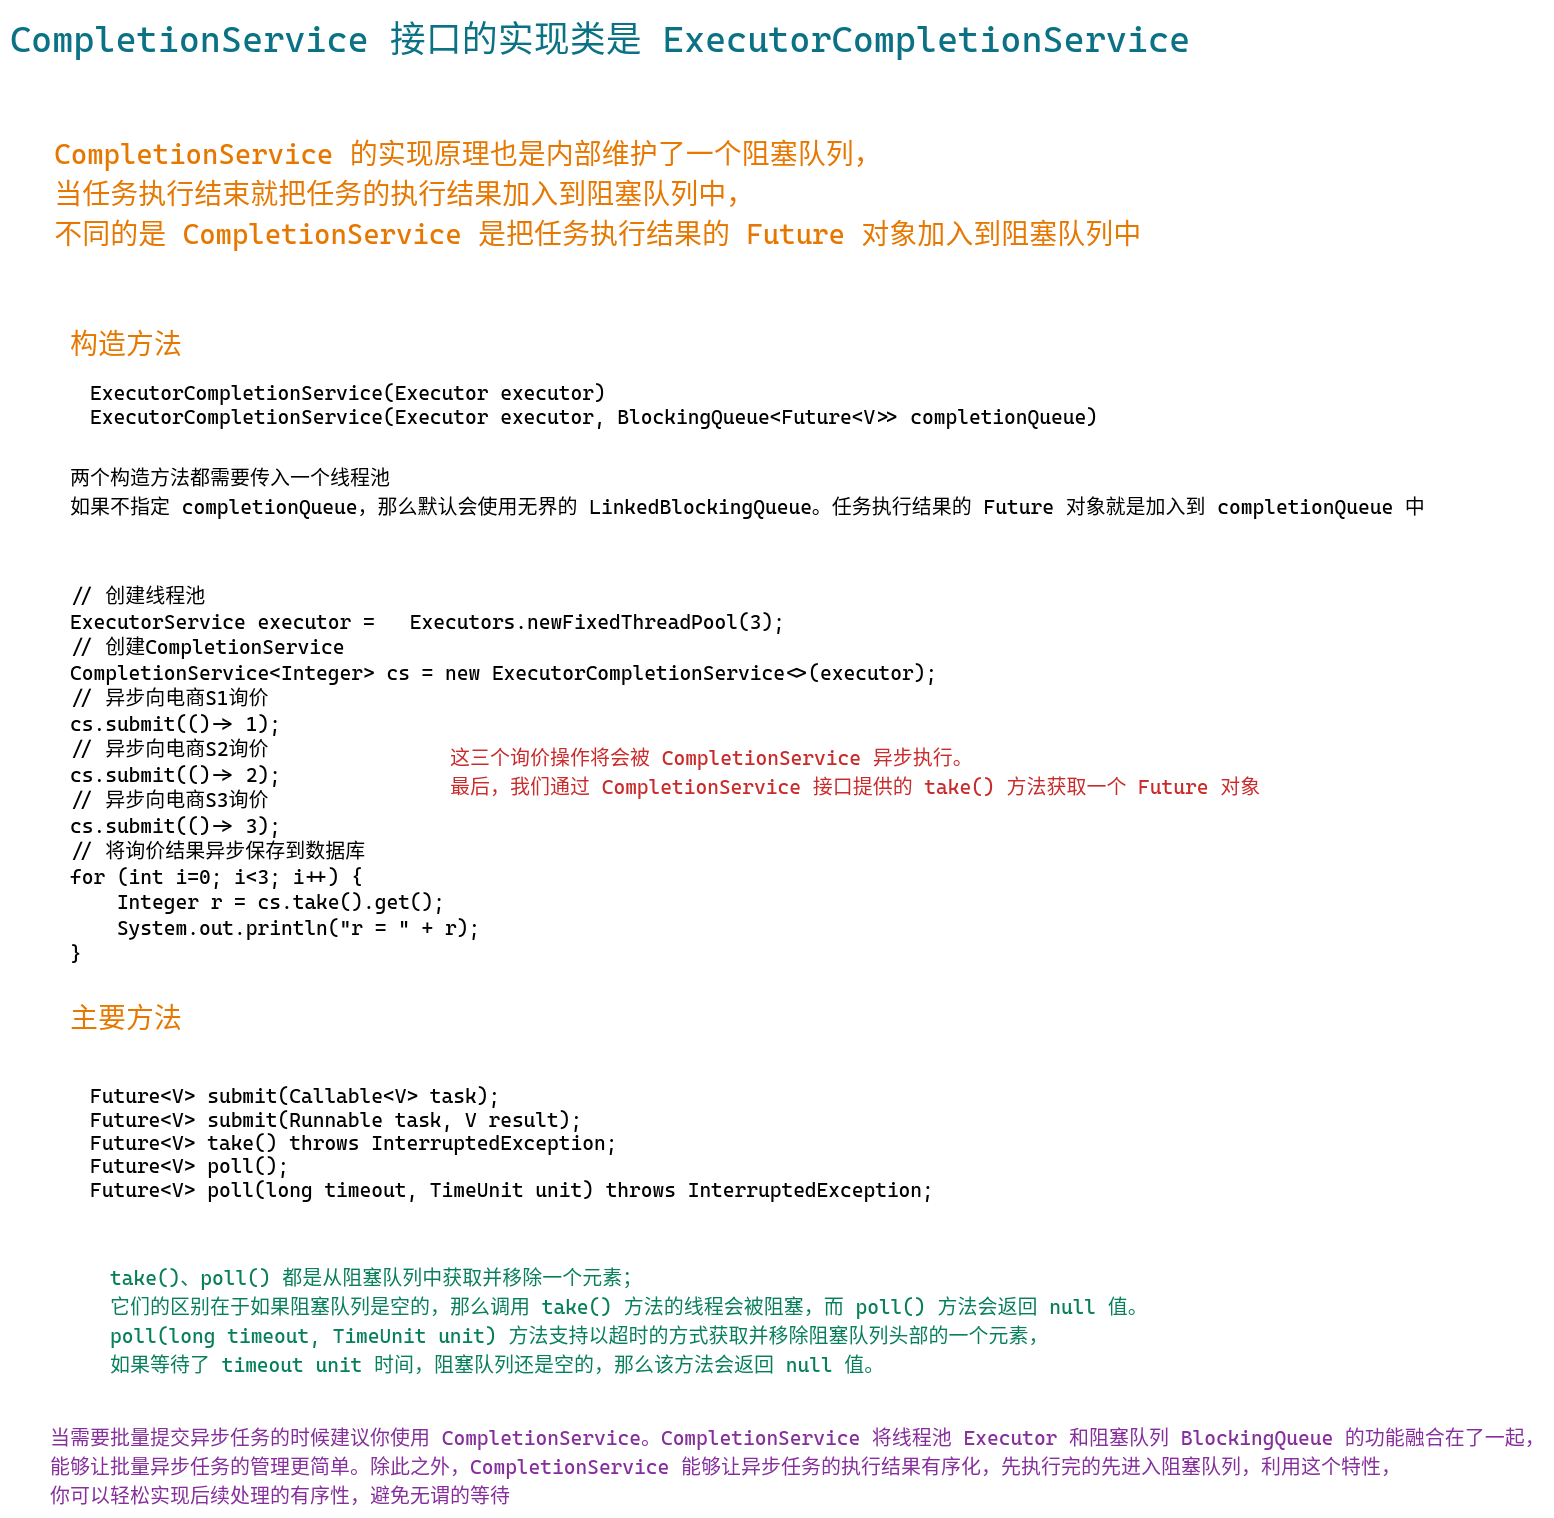 CompletionService 接口的实现类是 ExecutorCompletionService
CompletionService 的实现原理也是内部维护了一个阻塞队列，
当任务执行结束就把任务的执行结果加入到阻塞队列中，
不同的是 CompletionService 是把任务执行结果的 Future 对象加入到阻塞队列中
构造方法
ExecutorCompletionService(Executor executor)
ExecutorCompletionService(Executor executor, BlockingQueue<Future<V>> completionQueue)
两个构造方法都需要传入一个线程池
如果不指定 completionQueue，那么默认会使用无界的 LinkedBlockingQueue。任务执行结果的 Future 对象就是加入到 completionQueue 中
// 创建线程池
ExecutorService executor =   Executors.newFixedThreadPool(3);
// 创建CompletionService
CompletionService<Integer> cs = new ExecutorCompletionService<>(executor);
// 异步向电商S1询价
cs.submit(()-> 1);
// 异步向电商S2询价
cs.submit(()-> 2);
// 异步向电商S3询价
cs.submit(()-> 3);
这三个询价操作将会被 CompletionService 异步执行。
最后，我们通过 CompletionService 接口提供的 take() 方法获取一个 Future 对象
// 将询价结果异步保存到数据库
for (int i=0; i<3; i++) {
    Integer r = cs.take().get();
    System.out.println("r = " + r);
}
主要方法
Future<V> submit(Callable<V> task);
Future<V> submit(Runnable task, V result);
Future<V> take() throws InterruptedException;
Future<V> poll();
Future<V> poll(long timeout, TimeUnit unit) throws InterruptedException;
take()、poll() 都是从阻塞队列中获取并移除一个元素；
它们的区别在于如果阻塞队列是空的，那么调用 take() 方法的线程会被阻塞，而 poll() 方法会返回 null 值。
poll(long timeout, TimeUnit unit) 方法支持以超时的方式获取并移除阻塞队列头部的一个元素，
如果等待了 timeout unit 时间，阻塞队列还是空的，那么该方法会返回 null 值。
当需要批量提交异步任务的时候建议你使用 CompletionService。CompletionService 将线程池 Executor 和阻塞队列 BlockingQueue 的功能融合在了一起，
能够让批量异步任务的管理更简单。除此之外，CompletionService 能够让异步任务的执行结果有序化，先执行完的先进入阻塞队列，利用这个特性，
你可以轻松实现后续处理的有序性，避免无谓的等待